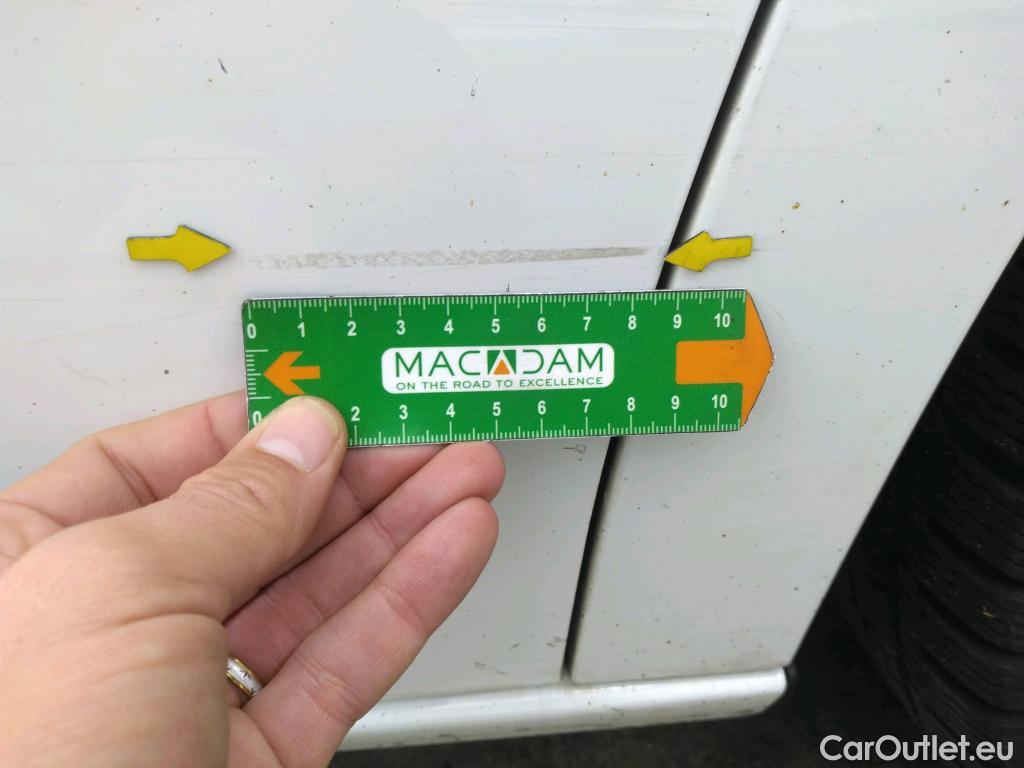 0 1 2 3 4 5 6 7 8 9 10
MACADAM
ON THE ROAD TO EXCELLENCE
0 2 3 4 5 6 7 8 9 10
CarOutlet.eu